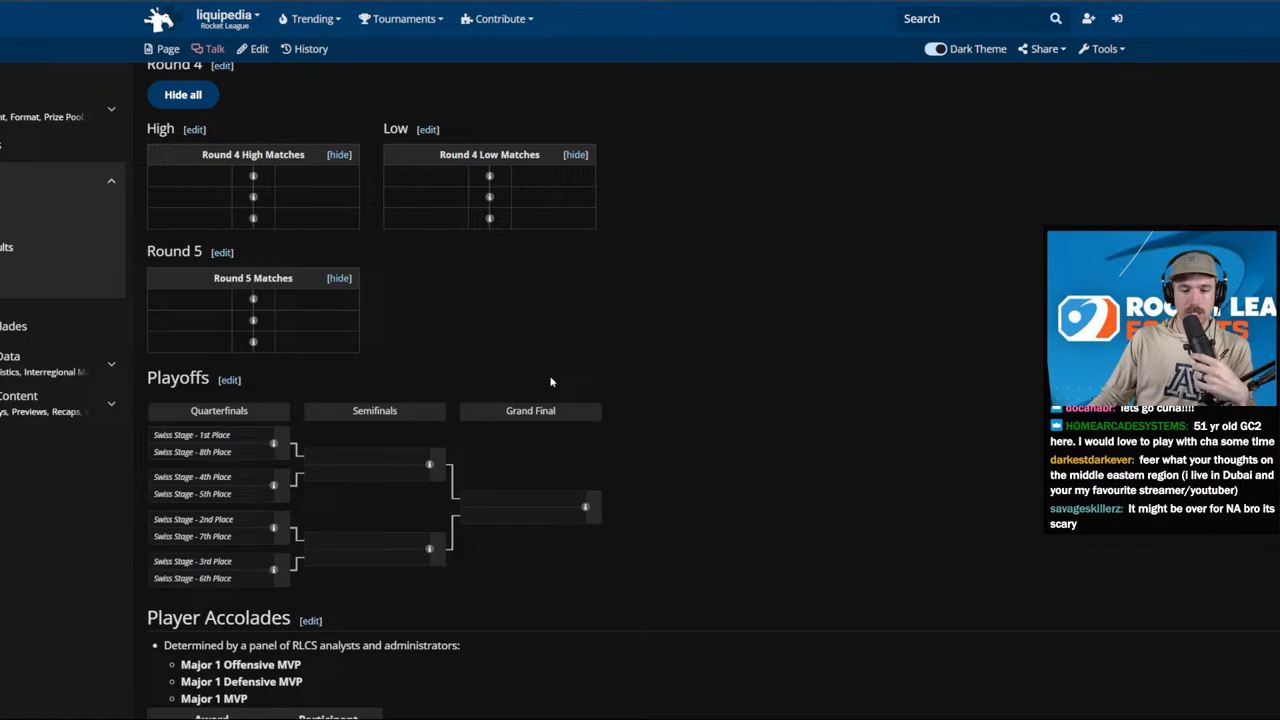 liquipedia
Rocket League
Trending
Tournaments
Contribute
Search
Page
Talk
Edit
History
Dark Theme
Share
Tools
Round 4 [edit]
Hide all
nt, Format, Prize Pool,
s
ults
lades
Data
istics, Interregional M
Content
ys, Previews, Recaps,
High [edit]
Low [edit]
Round 4 High Matches [hide]
Round 4 Low Matches [hide]
Round 5 [edit]
Round 5 Matches [hide]
Playoffs [edit]
Quarterfinals
Semifinals
Grand Final
Swiss Stage - 1st Place
Swiss Stage - 8th Place
Swiss Stage - 4th Place
Swiss Stage - 5th Place
Swiss Stage - 2nd Place
Swiss Stage - 7th Place
Swiss Stage - 3rd Place
Swiss Stage - 6th Place
Player Accolades [edit]
Determined by a panel of RLCS analysts and administrators:
Major 1 Offensive MVP
Major 1 Defensive MVP
Major 1 MVP
Award
Participant
A
docanabr: lets go curia!!!!
HOMEARCADESYSTEMS: 51 yr old GC2
here. I would love to play with cha some time
darkestdarkever: feer what your thoughts on
the middle eastern region (i live in Dubai and
your my favourite streamer/youtuber)
savageskillerz: It might be over for NA bro its
scary